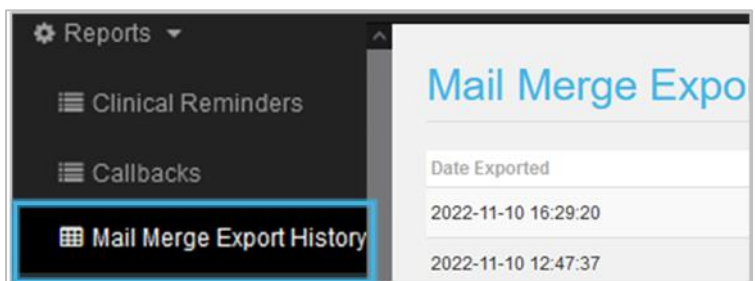 Reports
Clinical Reminders
Callbacks
Mail Merge Export History
Mail Merge Expo
Date Exported
2022-11-10 16:29:20
2022-11-10 12:47:37